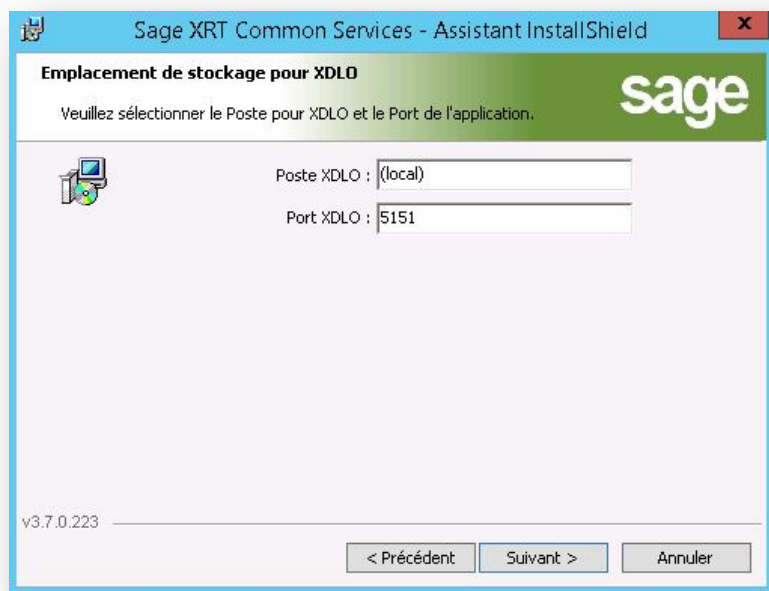 Sage XRT Common Services - Assistant InstallShield
x
Emplacement de stockage pour XDLO
Veuillez sélectionner le Poste pour XDLO et le Port de l'application.
sage
Poste XDLO : (local)
Port XDLO : 5151
v3.7.0.223
< Précédent Suivant > Annuler